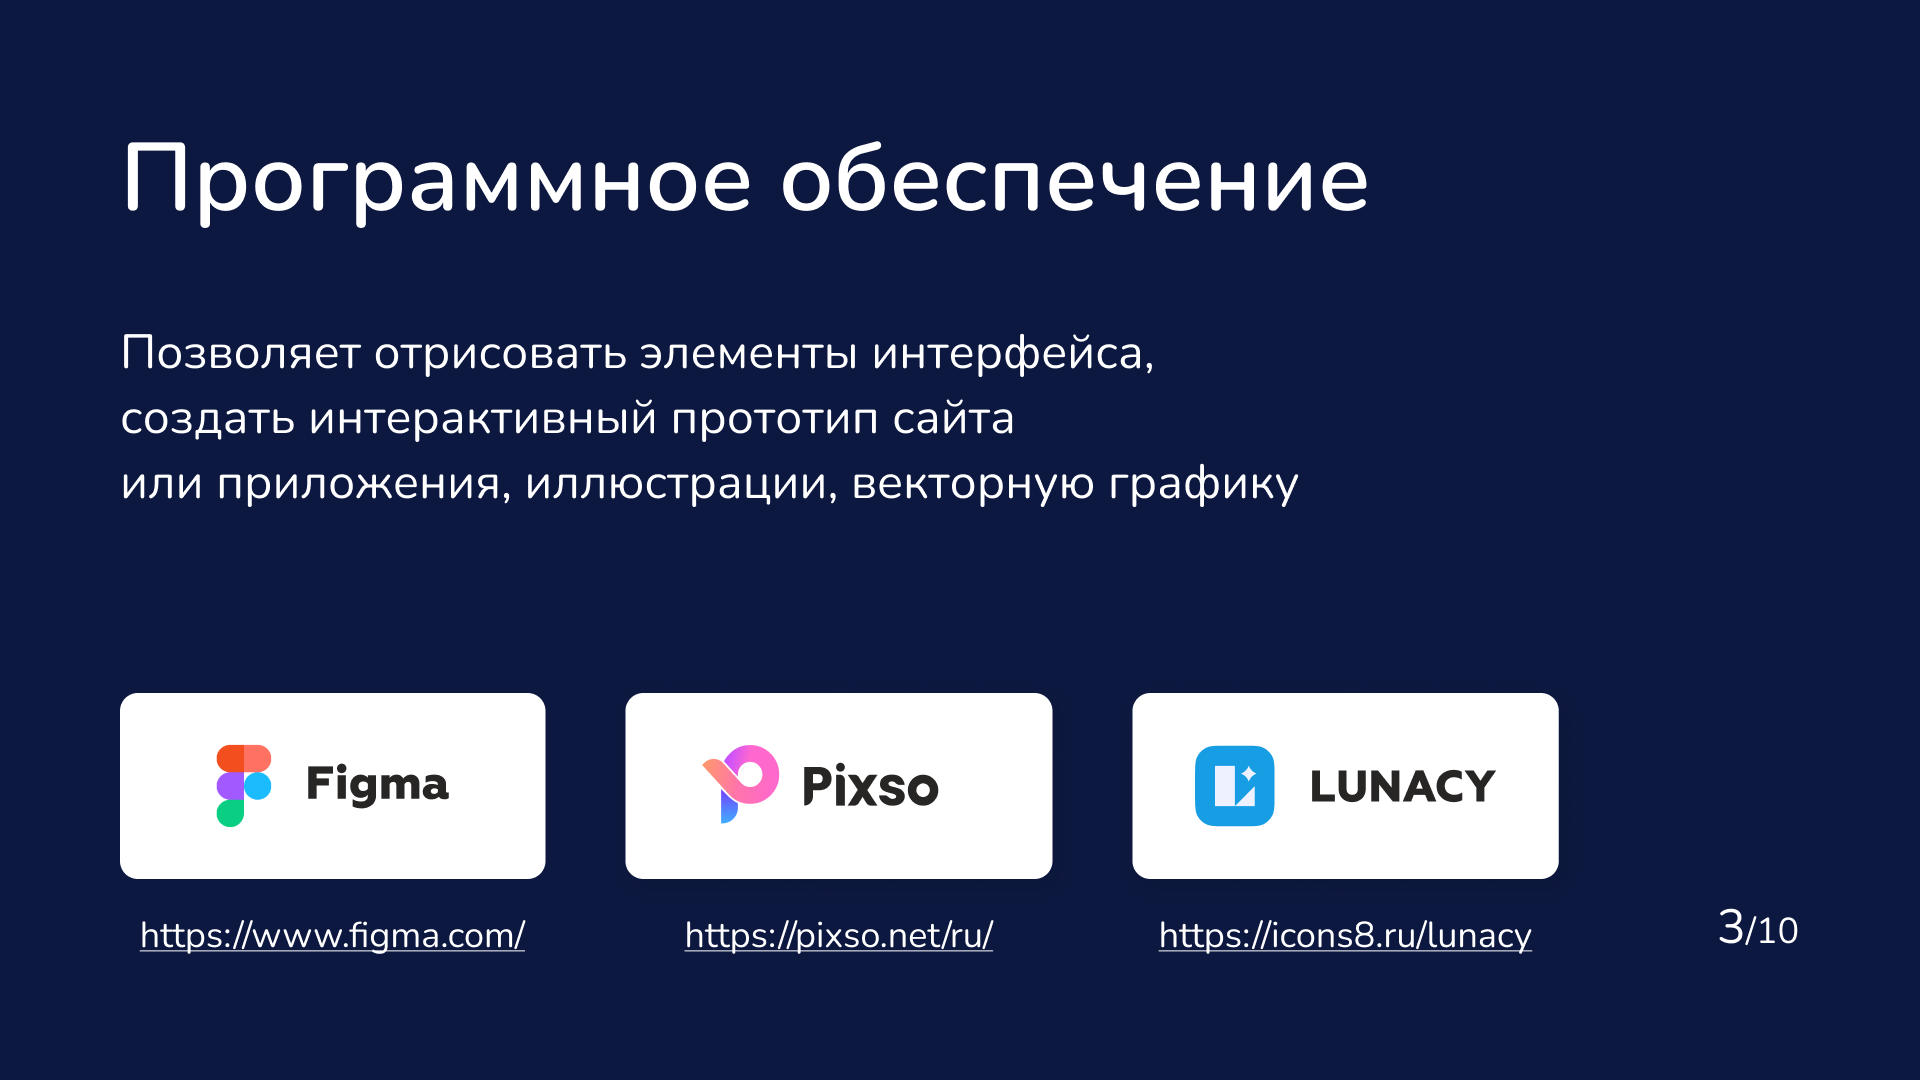 Программное обеспечение
Позволяет отрисовать элементы интерфейса,
создать интерактивный прототип сайта
или приложения, иллюстрации, векторную графику
Figma
Pixso
LUNACY
https://www.figma.com/
https://pixso.net/ru/
https://icons8.ru/lunacy
3/10